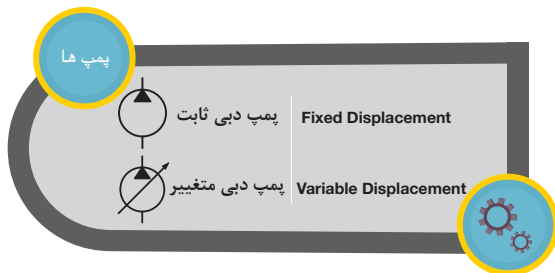 پمپ ها
پمپ دبی ثابت Fixed Displacement
پمپ دبی متغییر Variable Displacement